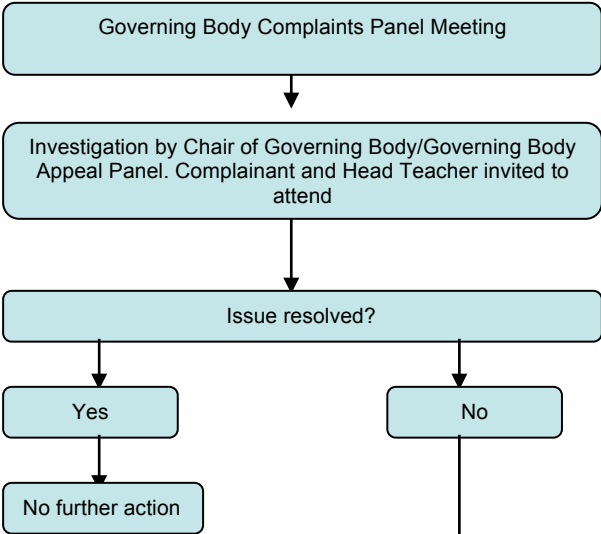 Governing Body Complaints Panel Meeting
Investigation by Chair of Governing Body/Governing Body
Appeal Panel. Complainant and Head Teacher invited to
attend
Issue resolved?
Yes
No
No further action